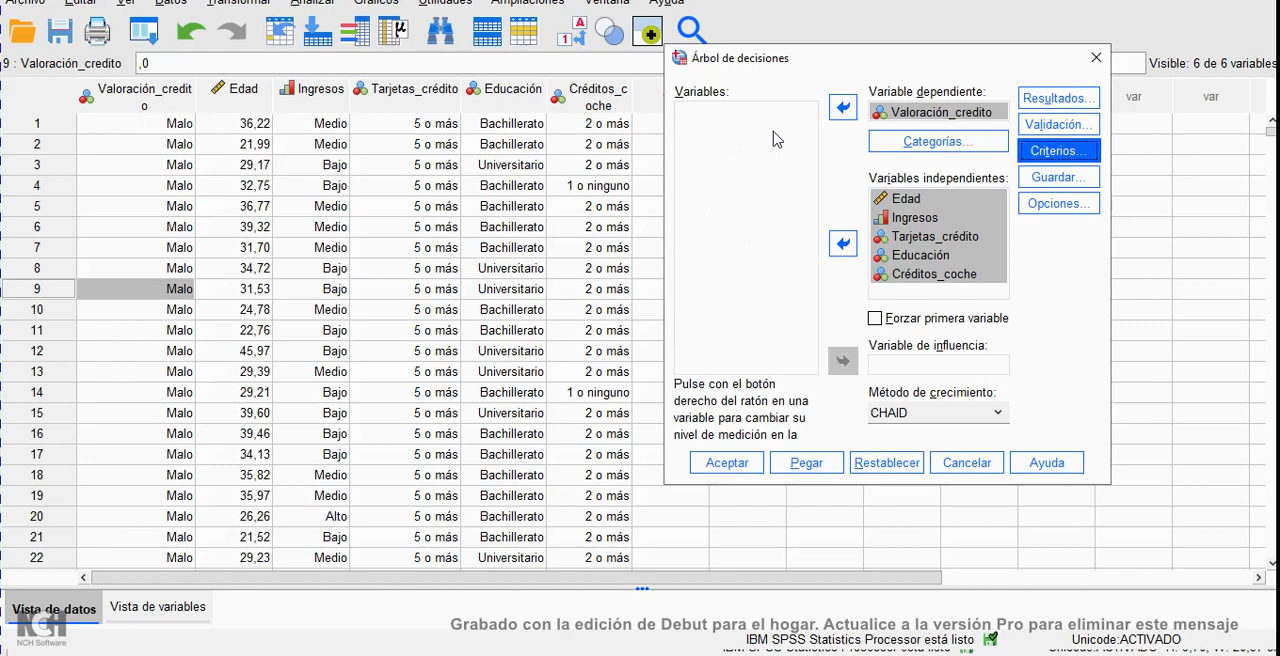 Archivo Editar Ver Datos Transformar Analizar Gráficos Utilidades Ampliaciones Ventana Ayuda
9 : Valoración_credito ,0 Visible: 6 de 6 variables
Valoración_credit
o
Edad
Ingresos
Tarjetas_crédito
Educación
Créditos_c
oche
var
var
1 Malo 36,22 Medio 5 o más Bachillerato 2 o más
2 Malo 21,99 Medio 5 o más Bachillerato 2 o más
3 Malo 29,17 Bajo 5 o más Universitario 2 o más
4 Malo 32,75 Bajo 5 o más Bachillerato 1 o ninguno
5 Malo 36,77 Medio 5 o más Bachillerato 2 o más
6 Malo 39,32 Medio 5 o más Bachillerato 2 o más
7 Malo 31,70 Medio 5 o más Bachillerato 2 o más
8 Malo 34,72 Bajo 5 o más Universitario 2 o más
9 Malo 31,53 Bajo 5 o más Universitario 2 o más
10 Malo 24,78 Medio 5 o más Bachillerato 2 o más
11 Malo 22,76 Bajo 5 o más Bachillerato 2 o más
12 Malo 45,97 Bajo 5 o más Universitario 2 o más
13 Malo 29,39 Medio 5 o más Universitario 2 o más
14 Malo 29,21 Bajo 5 o más Bachillerato 1 o ninguno
15 Malo 39,60 Bajo 5 o más Universitario 2 o más
16 Malo 39,46 Bajo 5 o más Bachillerato 2 o más
17 Malo 34,13 Bajo 5 o más Bachillerato 2 o más
18 Malo 35,82 Medio 5 o más Bachillerato 2 o más
19 Malo 35,97 Medio 5 o más Bachillerato 2 o más
20 Malo 26,26 Alto 5 o más Bachillerato 2 o más
21 Malo 21,52 Bajo 5 o más Bachillerato 2 o más
22 Malo 29,23 Medio 5 o más Universitario 2 o más
Árbol de decisiones
Variables:
Variable dependiente:
Valoración_credito
Categorías...
Variables independientes:
Edad
Ingresos
Tarjetas_crédito
Educación
Créditos_coche
Forzar primera variable
Variable de influencia:
Método de crecimiento:
CHAID
Resultados...
Validación...
Criterios...
Guardar...
Opciones...
Pulse con el botón
derecho del ratón en una
variable para cambiar su
nivel de medición en la
Aceptar Pegar Restablecer Cancelar Ayuda
Vista de datos Vista de variables
NCH
NCH Software
Grabado con la edición de Debut para el hogar. Actualice a la versión Pro para eliminar este mensaje
IBM SPSS Statistics Processor está listo Unicode:ACTIVADO